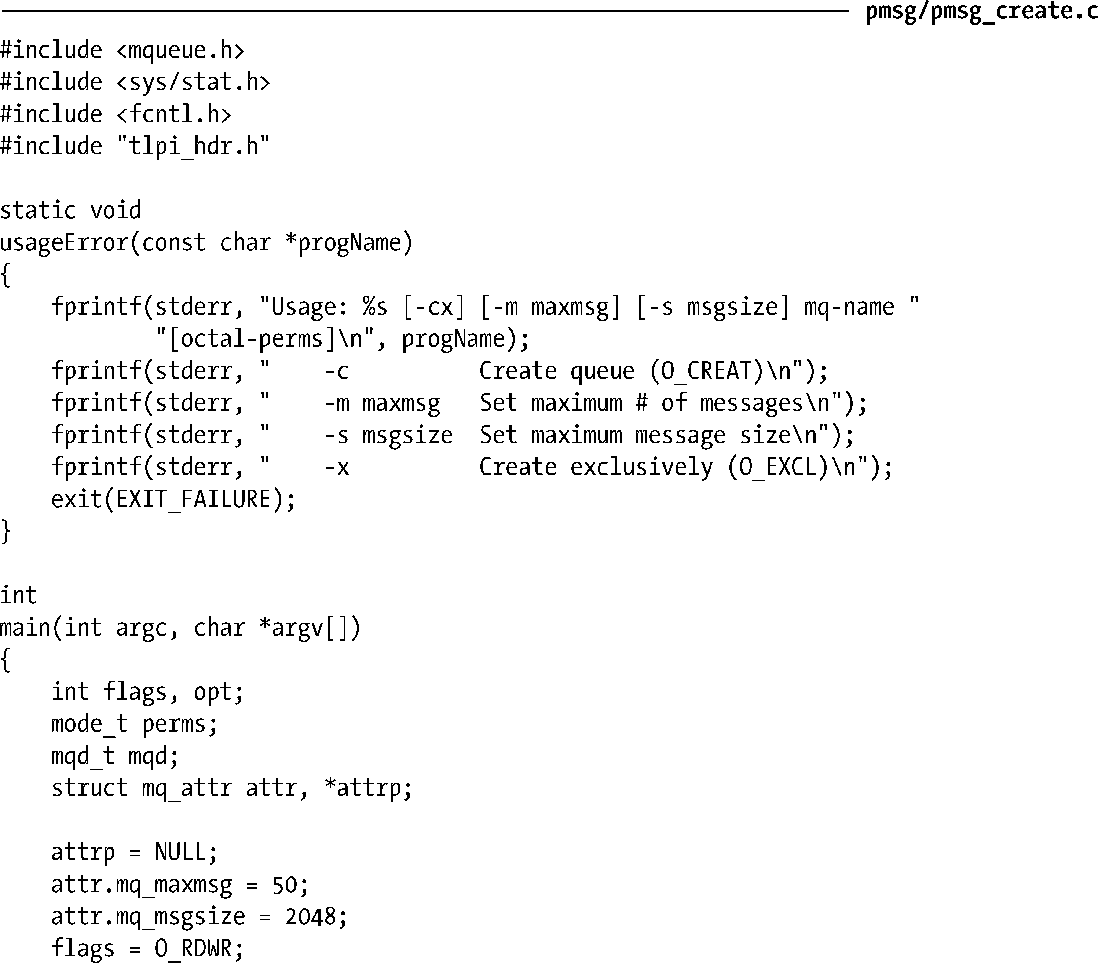 pmsg/pmsg_create.c
#include <mqueue.h>
#include <sys/stat.h>
#include <fcntl.h>
#include "tlpi_hdr.h"

static void
usageError(const char *progName)
{
    fprintf(stderr, "Usage: %s [-cx] [-m maxmsg] [-s msgsize] mq-name "
            "[octal-perms]\n", progName);
    fprintf(stderr, "    -c          Create queue (O_CREAT)\n");
    fprintf(stderr, "    -m maxmsg   Set maximum # of messages\n");
    fprintf(stderr, "    -s msgsize  Set maximum message size\n");
    fprintf(stderr, "    -x          Create exclusively (O_EXCL)\n");
    exit(EXIT_FAILURE);
}

int
main(int argc, char *argv[])
{
    int flags, opt;
    mode_t perms;
    mqd_t mqd;
    struct mq_attr attr, *attrp;

    attrp = NULL;
    attr.mq_maxmsg = 50;
    attr.mq_msgsize = 2048;
    flags = O_RDWR;